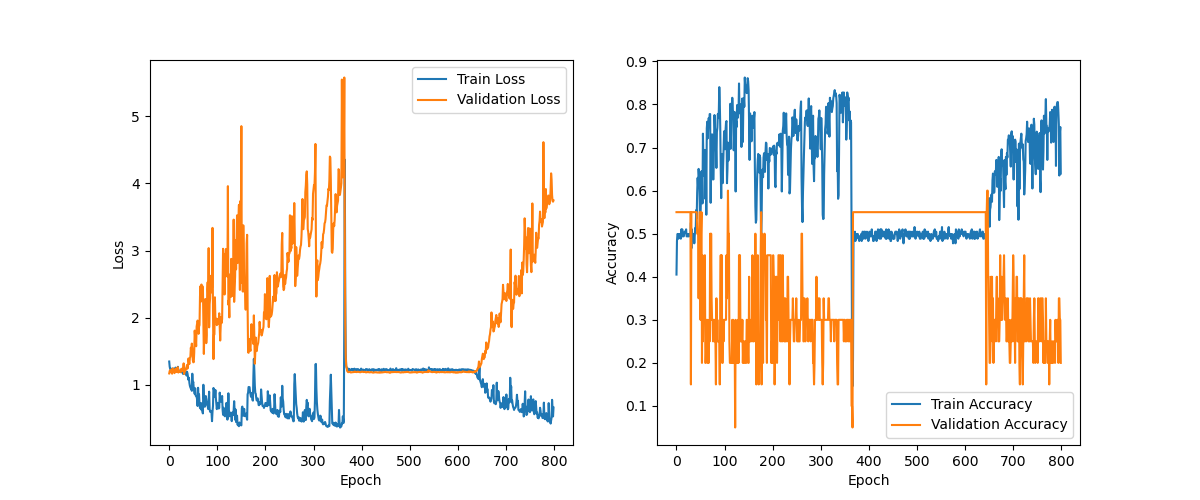 Train Loss
Validation Loss
5
4
3
2
1
Loss
0 100 200 300 400 500 600 700 800
Epoch
0.9
0.8
0.7
0.6
0.5
0.4
0.3
0.2
0.1
Accuracy
Train Accuracy
Validation Accuracy
0 100 200 300 400 500 600 700 800
Epoch